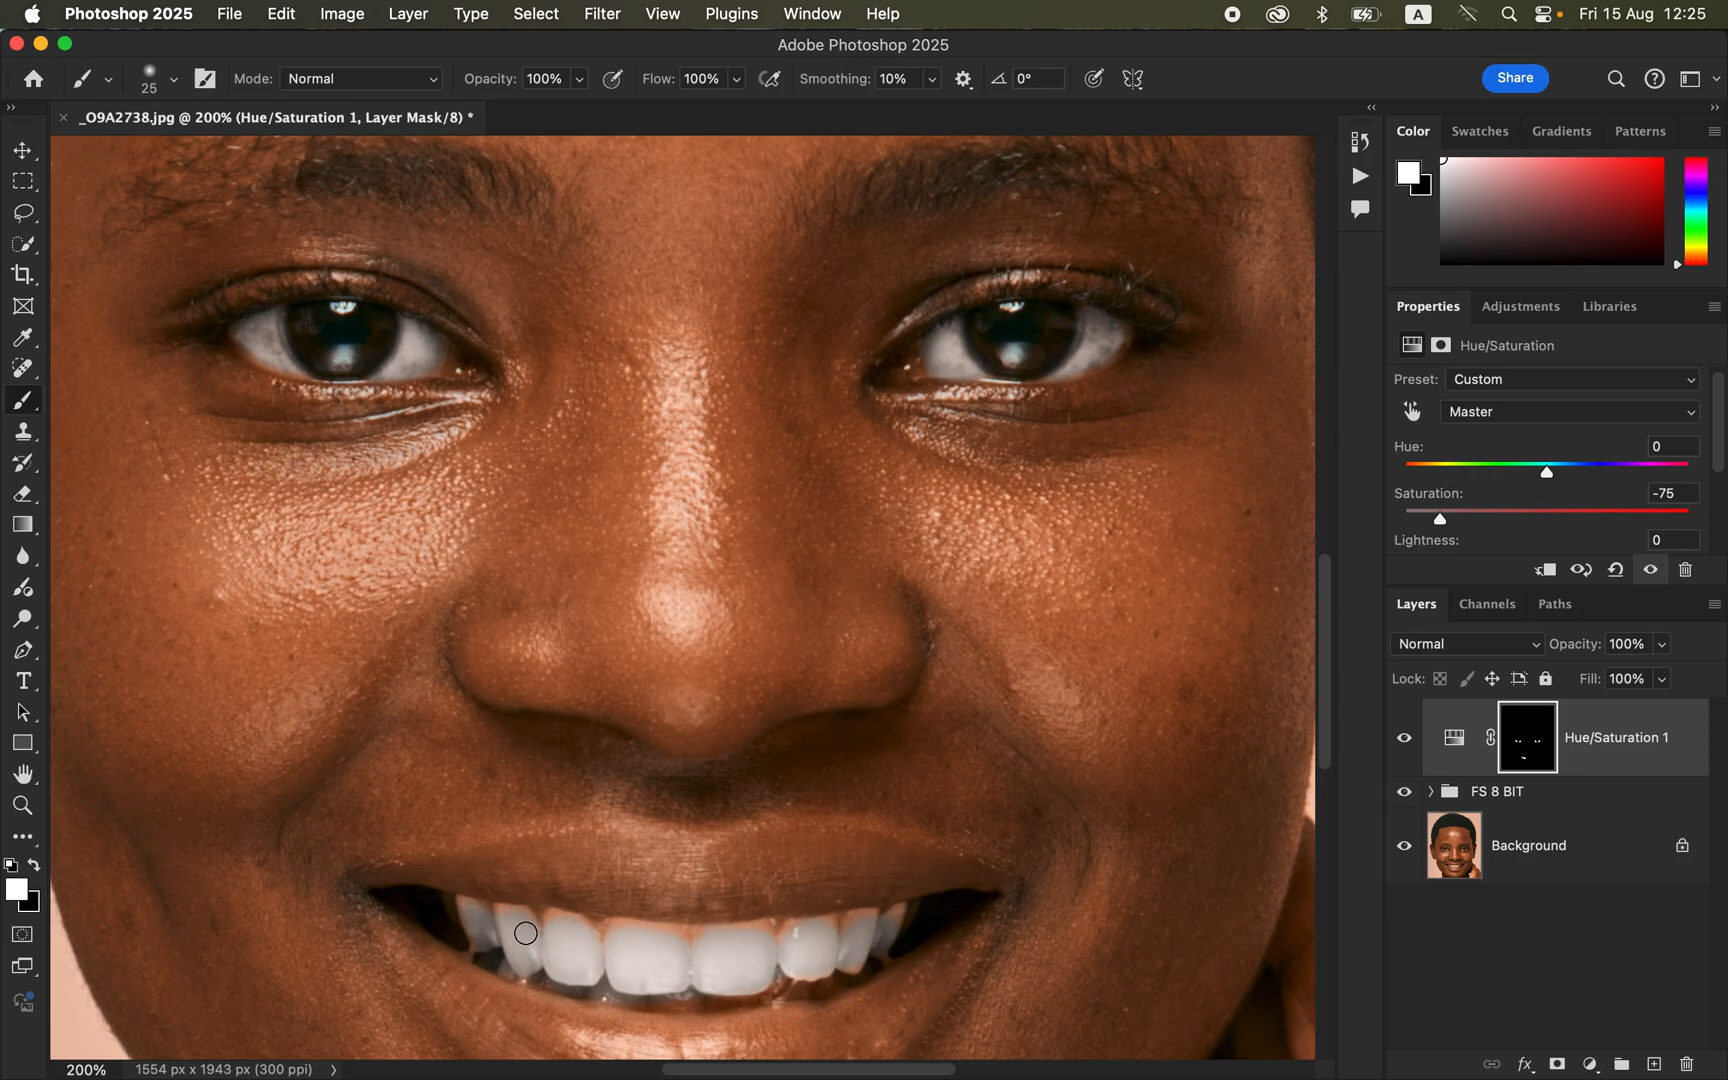 Photoshop 2025 File Edit Image Layer Type Select Filter View Plugins Window Help A Fri 15 Aug 12:25
Adobe Photoshop 2025
25 Mode: Normal Opacity: 100% Flow: 100% Smoothing: 10% 0° Share
_O9A2738.jpg @ 200% (Hue/Saturation 1, Layer Mask/8) *
Color Swatches Gradients Patterns
Properties Adjustments Libraries
Hue/Saturation
Preset: Custom
Master
Hue: 0
Saturation: -75
Lightness: 0
Layers Channels Paths
Normal Opacity: 100%
Lock: Fill: 100%
Hue/Saturation 1
FS 8 BIT
Background
200% 1554 px x 1943 px (300 ppi)